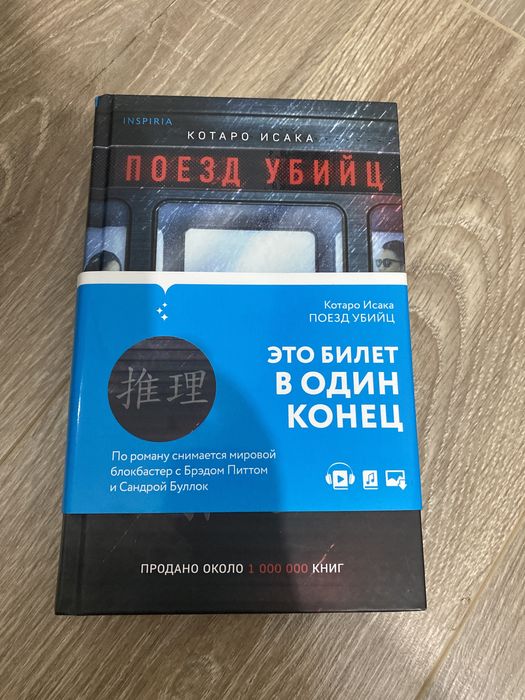 INSPIRIA
КОТАРО ИСАКА
ПОЕЗД УБИЙЦ
Котаро Исака
ПОЕЗД УБИЙЦ
ЭТО БИЛЕТ
В ОДИН
КОНЕЦ
推理
По роману снимается мировой
блокбастер с Брэдом Питтом
и Сандрой Буллок
ПРОДАНО ОКОЛО 1 000 000 КНИГ